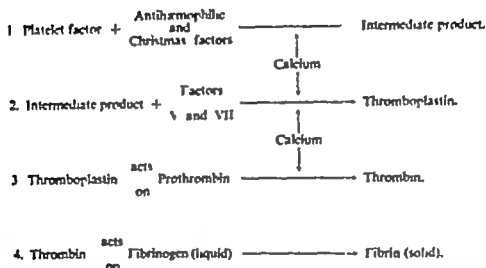 1 Platelet factor + Antihæmophilic and Christmas factors Intermediate product.
Calcium
2. Intermediate product + Factors V and VII Thromboplastin.
Calcium
3 Thromboplastin acts on Prothrombin Thrombin.
4. Thrombin acts on Fibrinogen (liquid) Fibrin (solid).